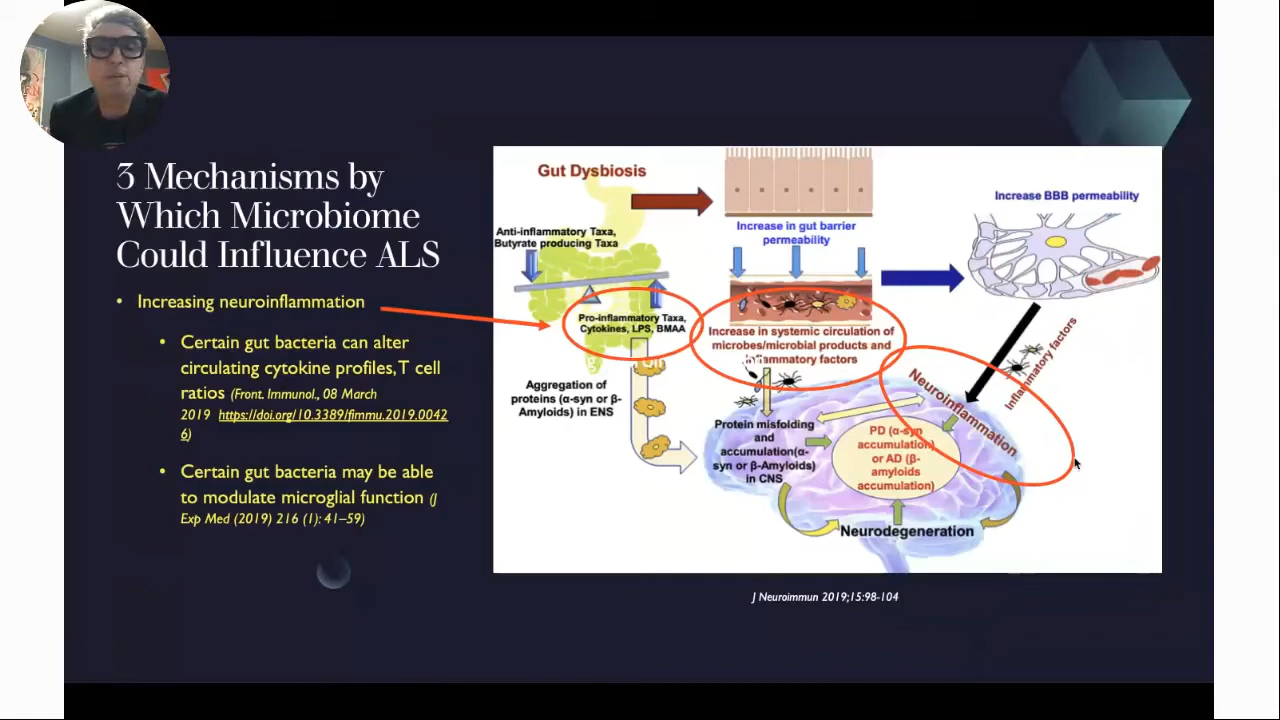 3 Mechanisms by
Which Microbiome
Could Influence ALS
• Increasing neuroinflammation
• Certain gut bacteria can alter
circulating cytokine profiles, T cell
ratios (Front. Immunol., 08 March
2019 https://doi.org/10.3389/fimmu.2019.0042
6)
• Certain gut bacteria may be able
to modulate microglial function (J
Exp Med (2019) 216 (1): 41–59)
Gut Dysbiosis
Anti-inflammatory Taxa,
Butyrate producing Taxa
Pro-inflammatory Taxa,
Cytokines, LPS, BMAA
Aggregation of
proteins (α-syn or β-
Amyloids) in ENS
Increase in gut barrier
permeability
Increase in systemic circulation of
microbes/microbial products and
inflammatory factors
Increase BBB permeability
Inflammatory factors
Neuroinflammation
Protein misfolding
and
accumulation(α-
syn or β-Amyloids)
in CNS
PD (α-syn
accumulation)
or AD (β-
amyloids
accumulation)
Neurodegeneration
J Neuroimmun 2019;15:98-104